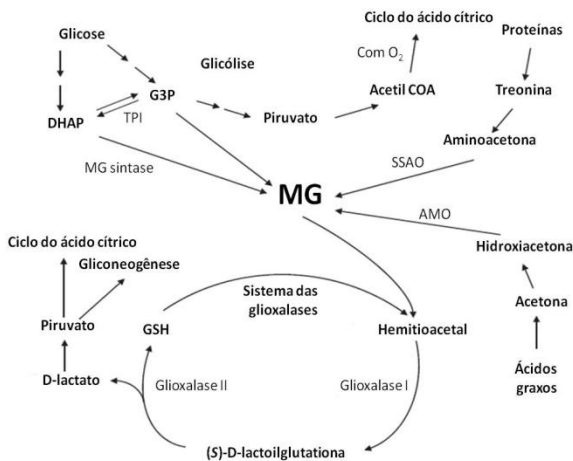 Glicose
Glicólise
Ciclo do ácido cítrico
Proteínas
Com O₂
G3P
Acetil COA
Treonina
DHAP
TPI
Piruvato
Aminoacetona
MG sintase
SSAO
MG
AMO
Ciclo do ácido cítrico
Gliconeogênese
Hidroxiacetona
Sistema das
glioxalases
Acetona
Piruvato
GSH
Hemitioacetal
Ácidos
graxos
D-lactato
Glioxalase II
Glioxalase I
(S)-D-lactoilglutationa